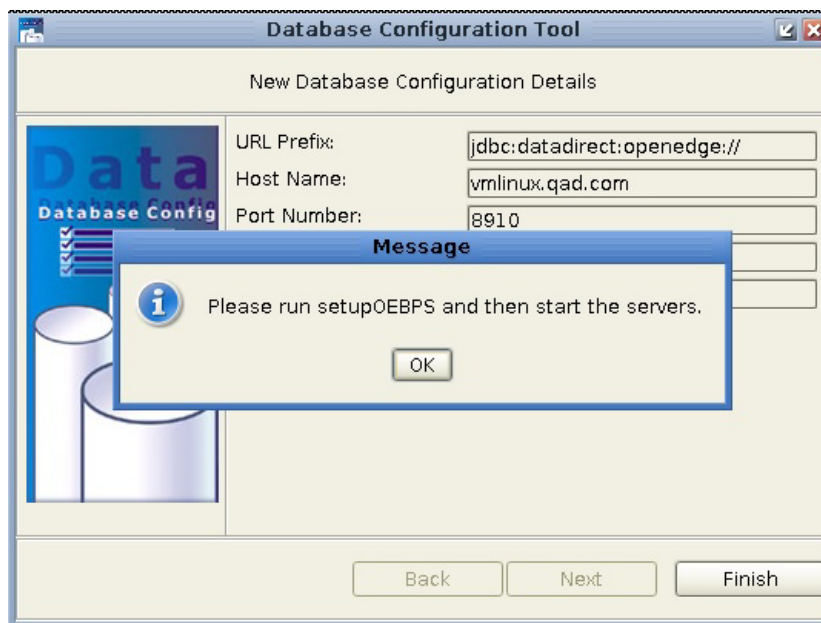 Database Configuration Tool
New Database Configuration Details
Data
Database Config
URL Prefix:
jdbc:datadirect:openedge://
Host Name:
vmlinux.qad.com
Port Number:
8910
Message
Please run setupOEBPS and then start the servers.
OK
Back
Next
Finish